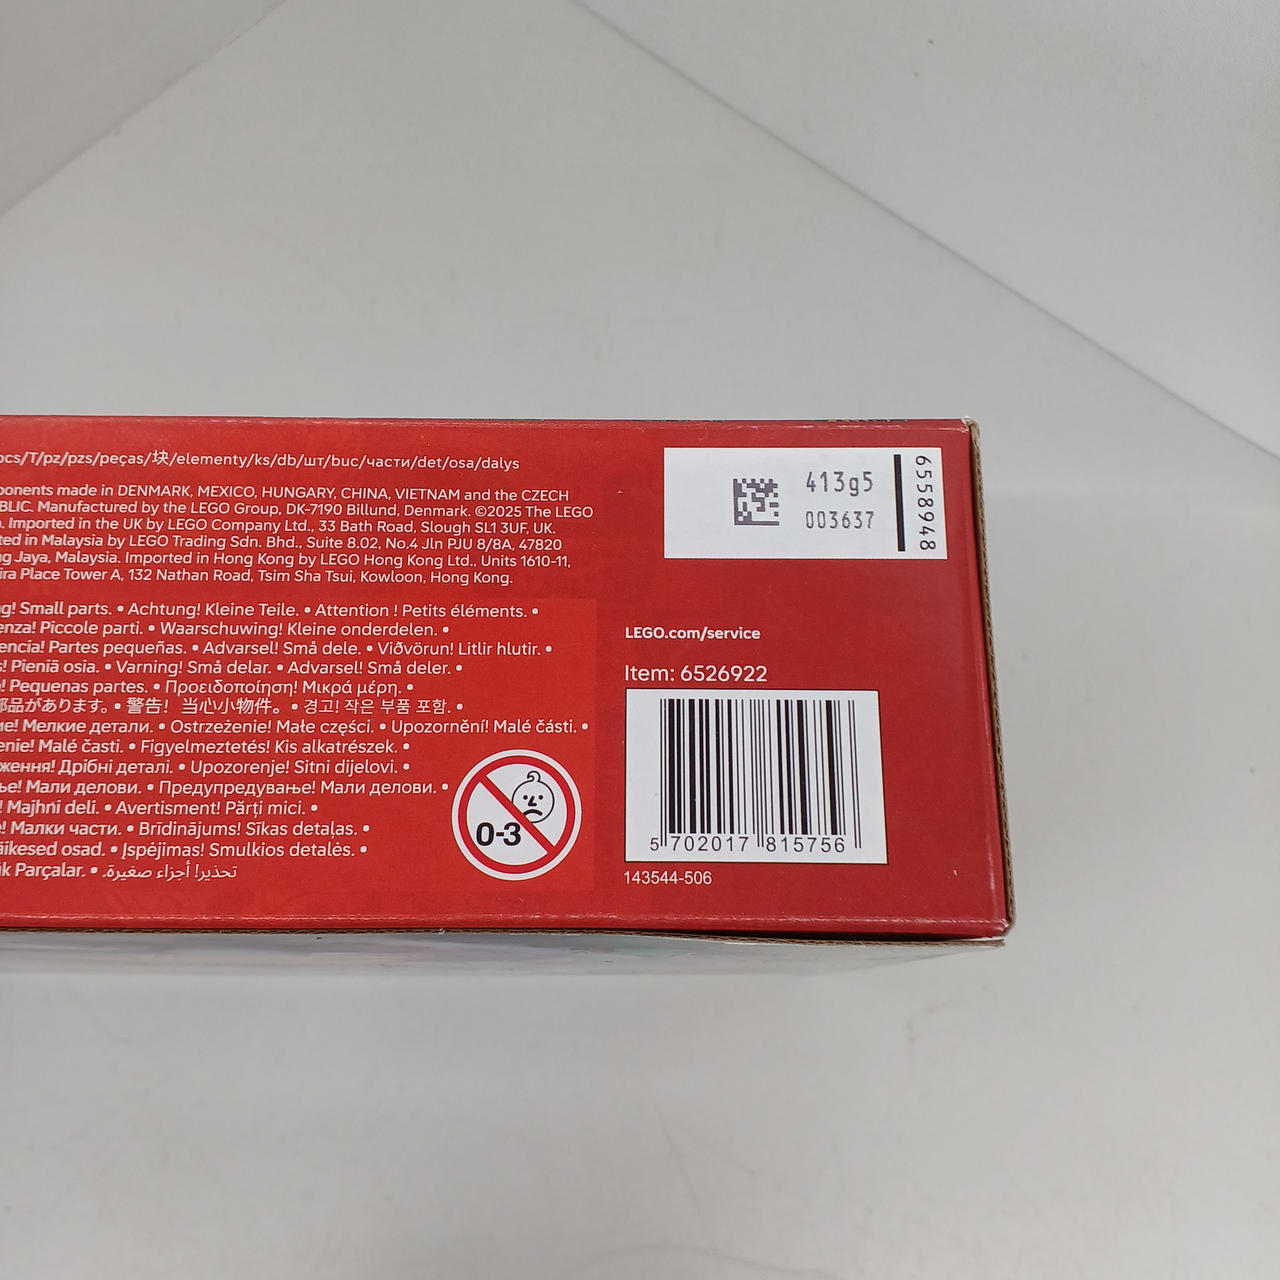 ocs/T/pz/pzs/peças/块/elementy/ks/db/шт/buc/части/det/osa/dalys
ponents made in DENMARK, MEXICO, HUNGARY, CHINA, VIETNAM and the CZECH
BLIC. Manufactured by the LEGO Group, DK-7190 Billund, Denmark. ©2025 The LEGO
. Imported in the UK by LEGO Company Ltd., 33 Bath Road, Slough SL1 3UF, UK.
ted in Malaysia by LEGO Trading Sdn. Bhd., Suite 8.02, No.4 Jln PJU 8/8A, 47820
ng Jaya, Malaysia. Imported in Hong Kong by LEGO Hong Kong Ltd., Units 1610-11,
ira Place Tower A, 132 Nathan Road, Tsim Sha Tsui, Kowloon, Hong Kong.
g! Small parts. • Achtung! Kleine Teile. • Attention ! Petits éléments. •
enza! Piccole parti. • Waarschuwing! Kleine onderdelen. •
encia! Partes pequeñas. • Advarsel! Små dele. • Viðvörun! Litlir hlutir. •
s! Pieniä osia. • Varning! Små delar. • Advarsel! Små deler. •
! Pequenas partes. • Προειδοποίηση! Μικρά μέρη. •
部品があります。 • 警告! 当心小物件。 • 경고! 작은 부품 포함. •
ие! Мелкие детали. • Ostrzeżenie! Małe części. • Upozornění! Malé části. •
enie! Malé časti. • Figyelmeztetés! Kis alkatrészek. •
ження! Дрібні деталі. • Upozorenje! Sitni dijelovi. •
ье! Мали делови. • Предупредување! Мали делови. •
! Majhni deli. • Avertisment! Părți mici. •
е! Малки части. • Brīdinājums! Sīkas detaļas. •
äikesed osad. • Įspėjimas! Smulkios detalės. •
k Parçalar. • تحذير! أجزاء صغيرة. •
0-3
413g5
003637
6558948
LEGO.com/service
Item: 6526922
5 702017 815756
143544-506